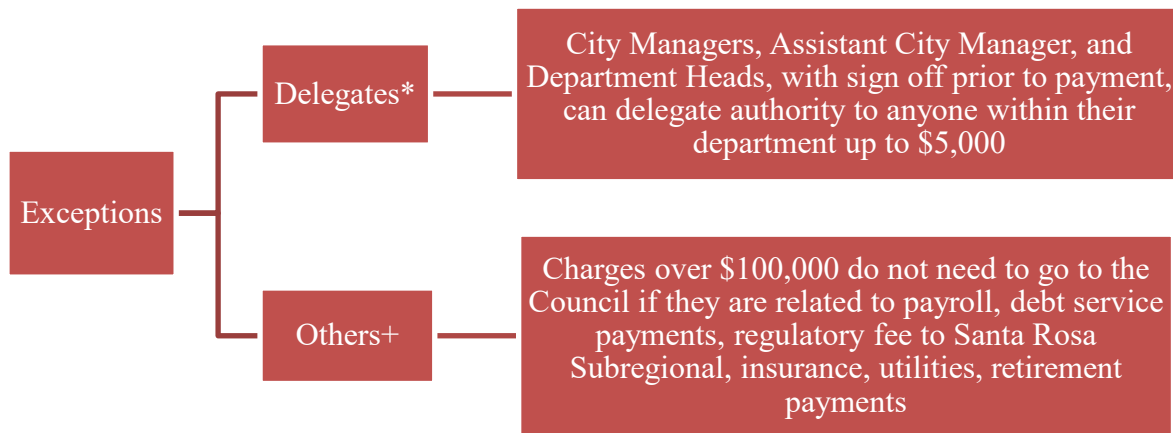 Exceptions
Delegates*
City Managers, Assistant City Manager, and
Department Heads, with sign off prior to payment,
can delegate authority to anyone within their
department up to $5,000
Others+
Charges over $100,000 do not need to go to the
Council if they are related to payroll, debt service
payments, regulatory fee to Santa Rosa
Subregional, insurance, utilities, retirement
payments